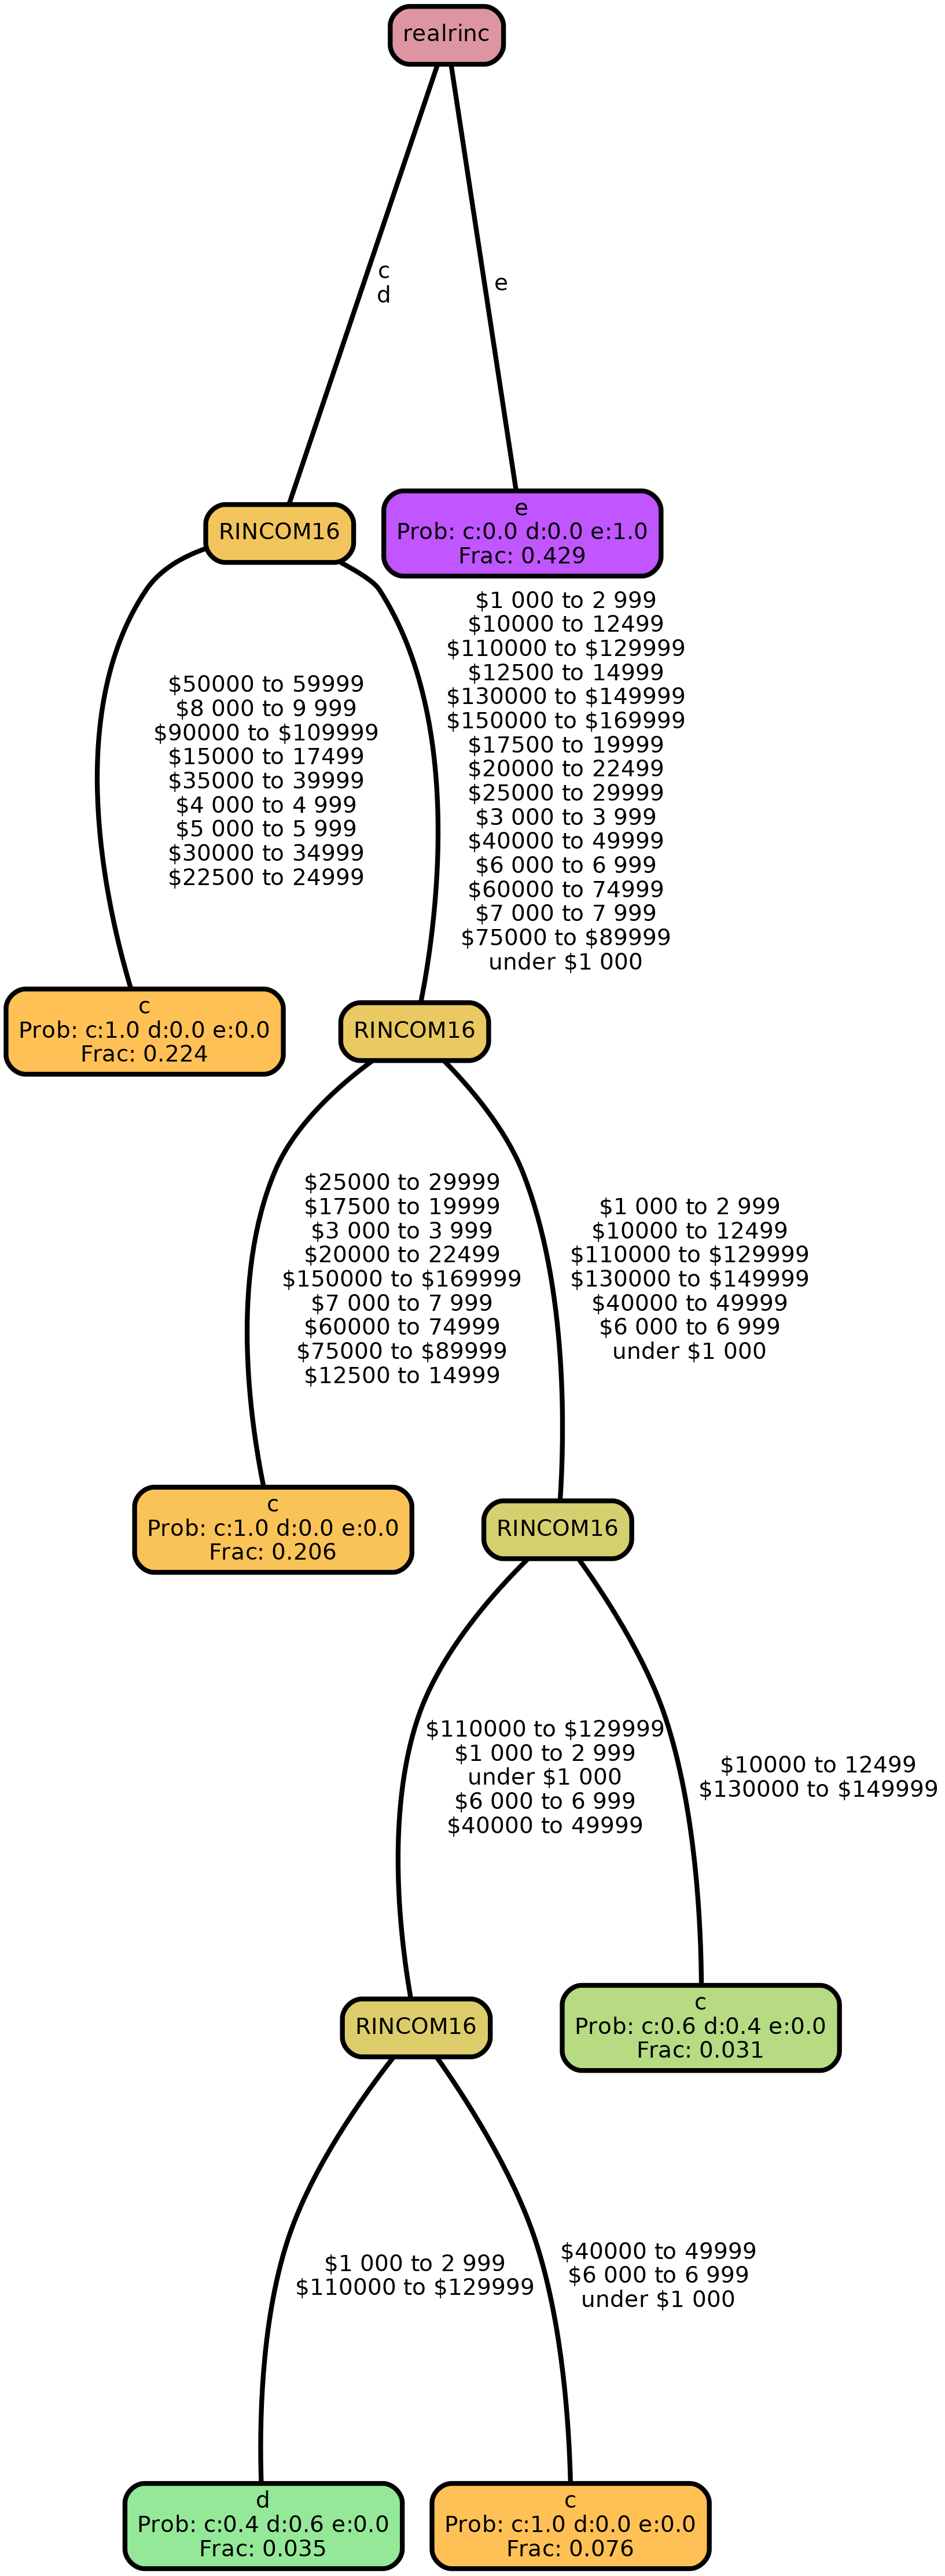 realrinc
c
d
e
RINCOM16
e
Prob: c:0.0 d:0.0 e:1.0
Frac: 0.429
$50000 to 59999
$8 000 to 9 999
$90000 to $109999
$15000 to 17499
$35000 to 39999
$4 000 to 4 999
$5 000 to 5 999
$30000 to 34999
$22500 to 24999
$1 000 to 2 999
$10000 to 12499
$110000 to $129999
$12500 to 14999
$130000 to $149999
$150000 to $169999
$17500 to 19999
$20000 to 22499
$25000 to 29999
$3 000 to 3 999
$40000 to 49999
$6 000 to 6 999
$60000 to 74999
$7 000 to 7 999
$75000 to $89999
under $1 000
c
Prob: c:1.0 d:0.0 e:0.0
Frac: 0.224
RINCOM16
$25000 to 29999
$17500 to 19999
$3 000 to 3 999
$20000 to 22499
$150000 to $169999
$7 000 to 7 999
$60000 to 74999
$75000 to $89999
$12500 to 14999
$1 000 to 2 999
$10000 to 12499
$110000 to $129999
$130000 to $149999
$40000 to 49999
$6 000 to 6 999
under $1 000
c
Prob: c:1.0 d:0.0 e:0.0
Frac: 0.206
RINCOM16
$110000 to $129999
$1 000 to 2 999
under $1 000
$6 000 to 6 999
$40000 to 49999
$10000 to 12499
$130000 to $149999
RINCOM16
c
Prob: c:0.6 d:0.4 e:0.0
Frac: 0.031
$1 000 to 2 999
$110000 to $129999
$40000 to 49999
$6 000 to 6 999
under $1 000
d
Prob: c:0.4 d:0.6 e:0.0
Frac: 0.035
c
Prob: c:1.0 d:0.0 e:0.0
Frac: 0.076